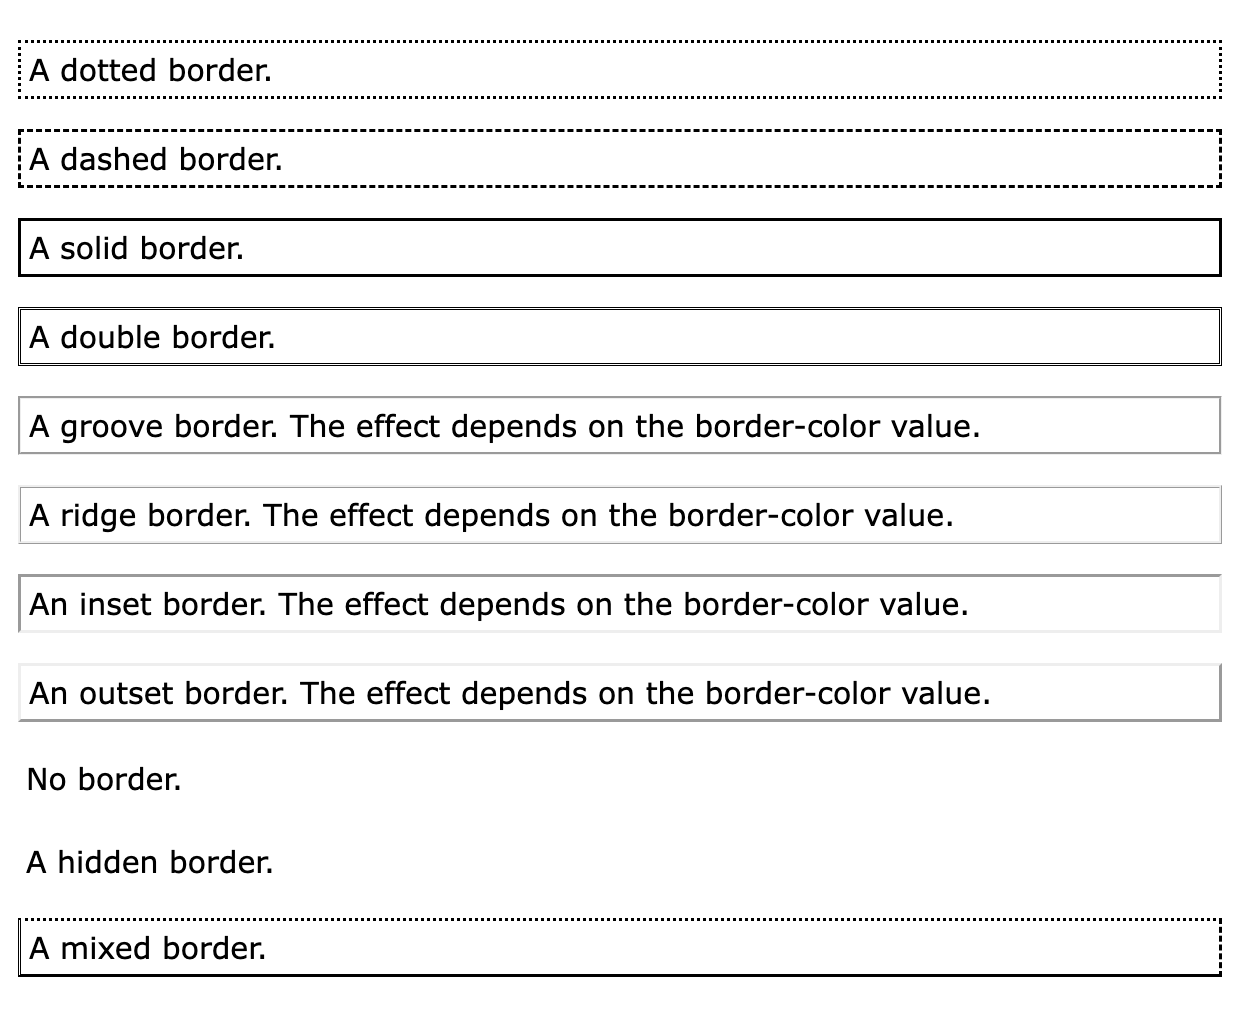 A dotted border.
A dashed border.
A solid border.
A double border.
A groove border. The effect depends on the border-color value.
A ridge border. The effect depends on the border-color value.
An inset border. The effect depends on the border-color value.
An outset border. The effect depends on the border-color value.
No border.
A hidden border.
A mixed border.